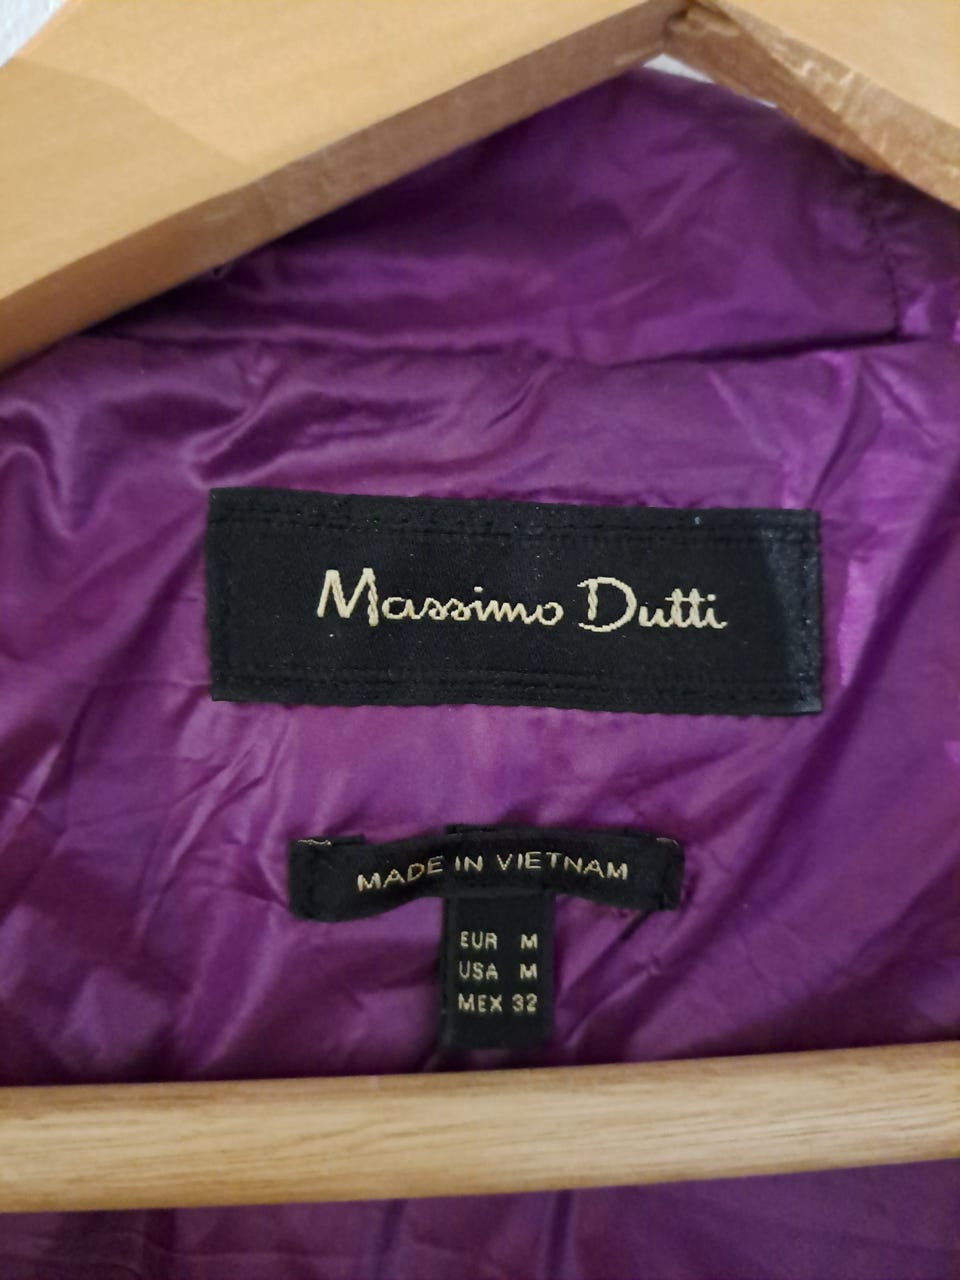 Massimo Dutti
MADE IN VIETNAM
EUR M
USA M
MEX 32